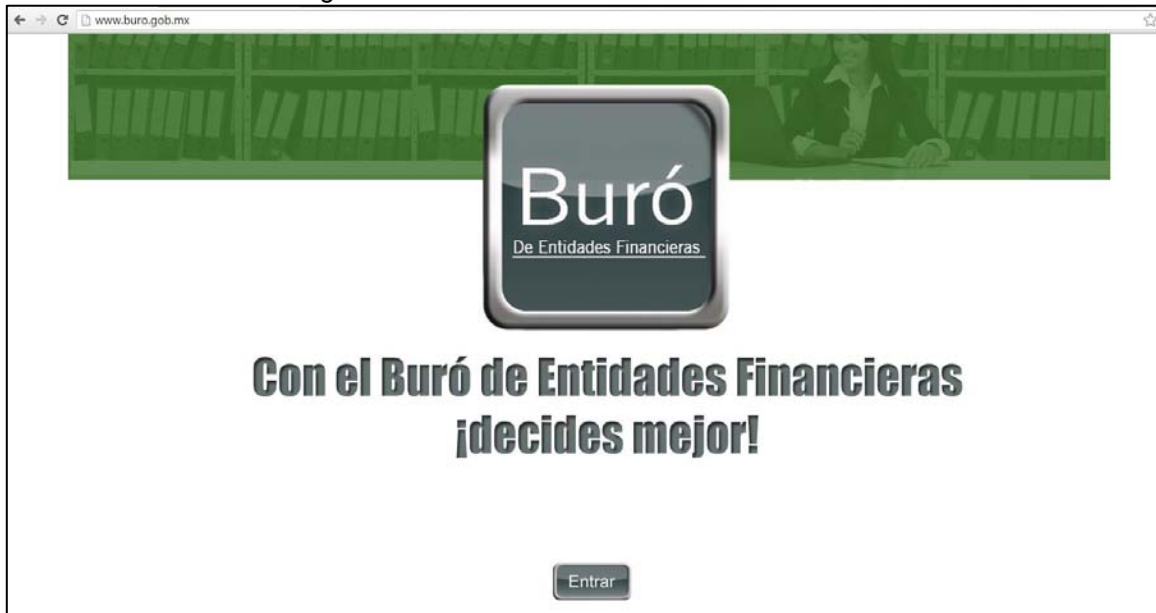 www.buro.gob.mx
Buró
De Entidades Financieras
Con el Buró de Entidades Financieras
¡decides mejor!
Entrar